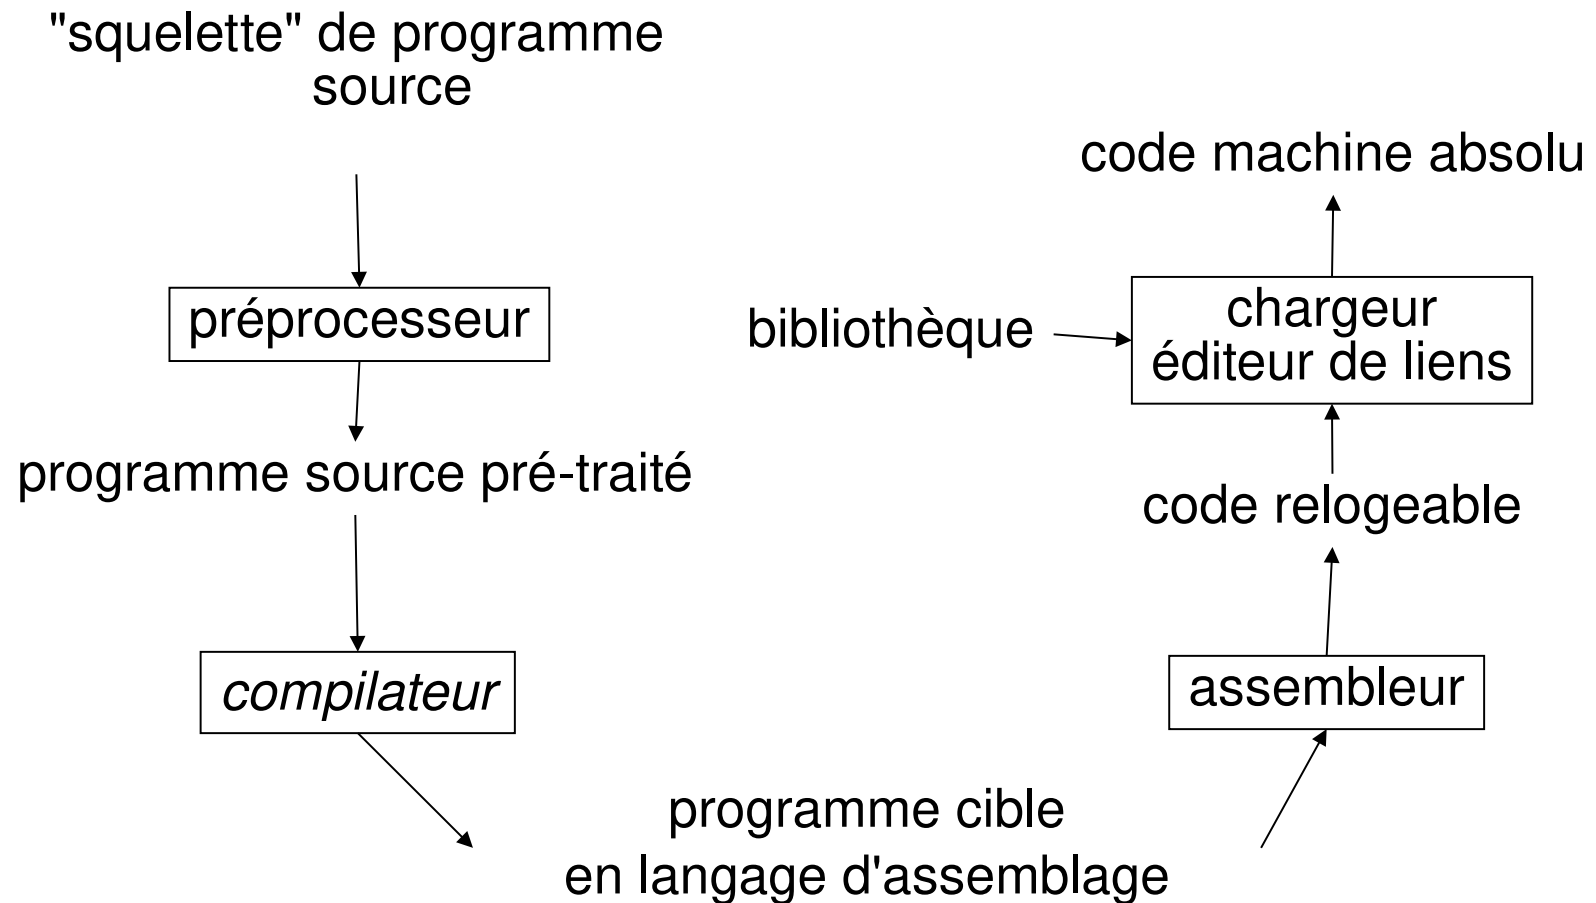 "squelette" de programme
source
préprocesseur
programme source pré-traité
compilateur
programme cible
en langage d'assemblage
assembleur
code relogeable
bibliothèque
chargeur
éditeur de liens
code machine absolu